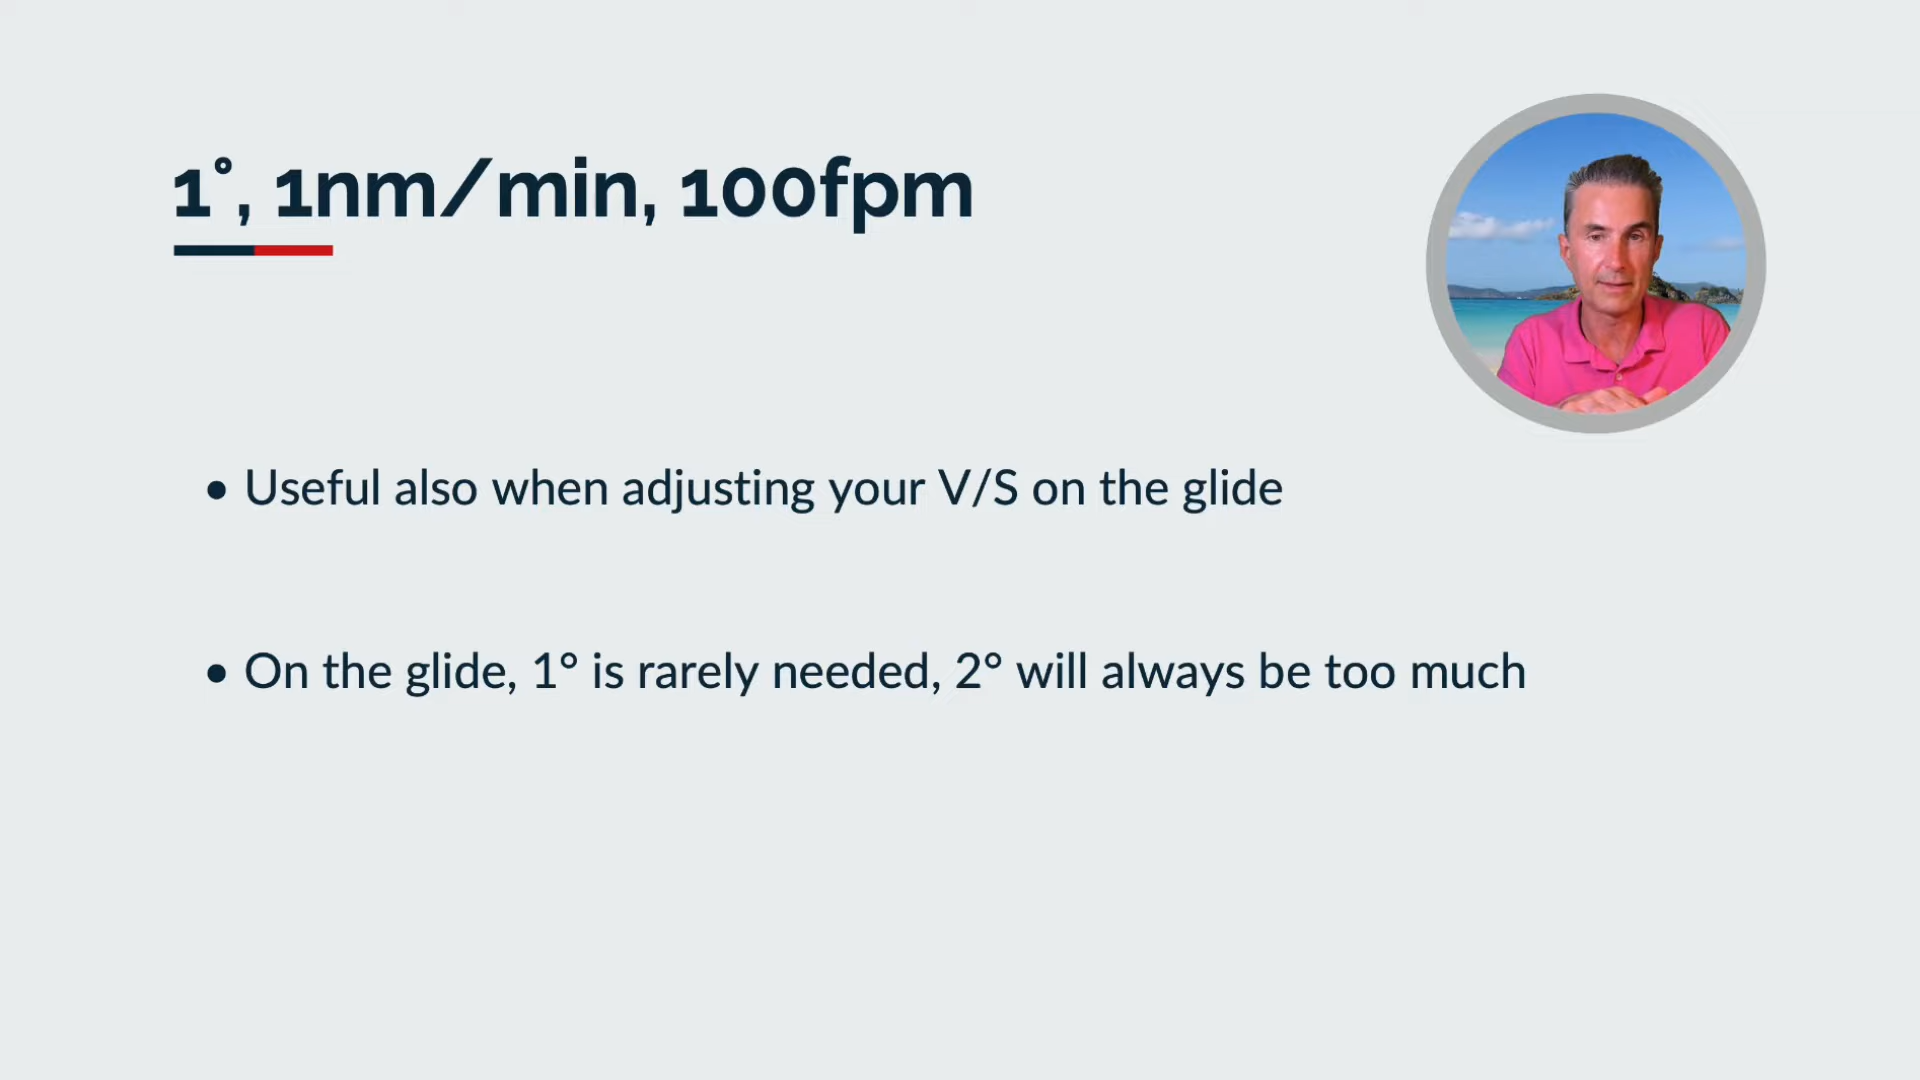 1°, 1nm/min, 100fpm
• Useful also when adjusting your V/S on the glide
• On the glide, 1° is rarely needed, 2° will always be too much